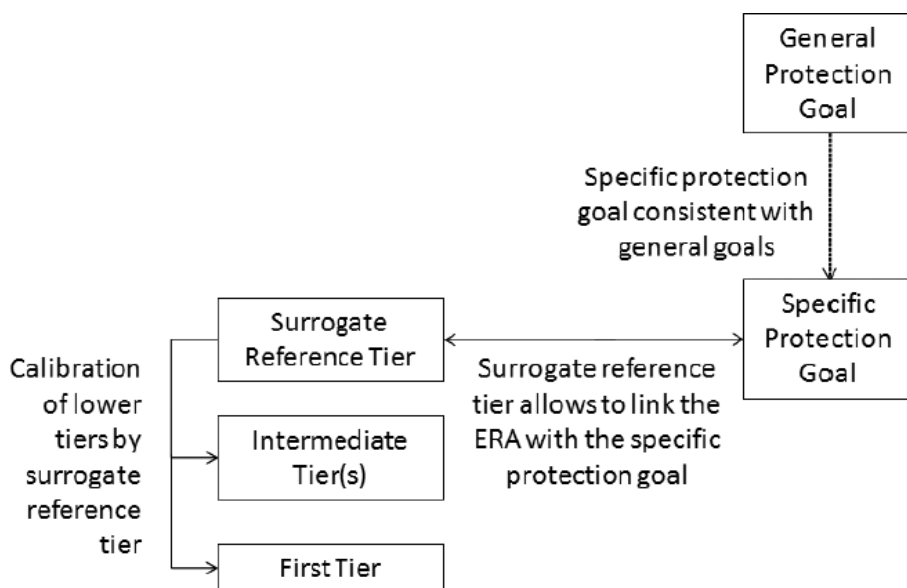 General
Protection
Goal
Specific protection
goal consistent with
general goals
Surrogate
Reference Tier
Specific
Protection
Goal
Calibration
of lower
tiers by
surrogate
reference
tier
Surrogate reference
tier allows to link the
ERA with the specific
protection goal
Intermediate
Tier(s)
First Tier